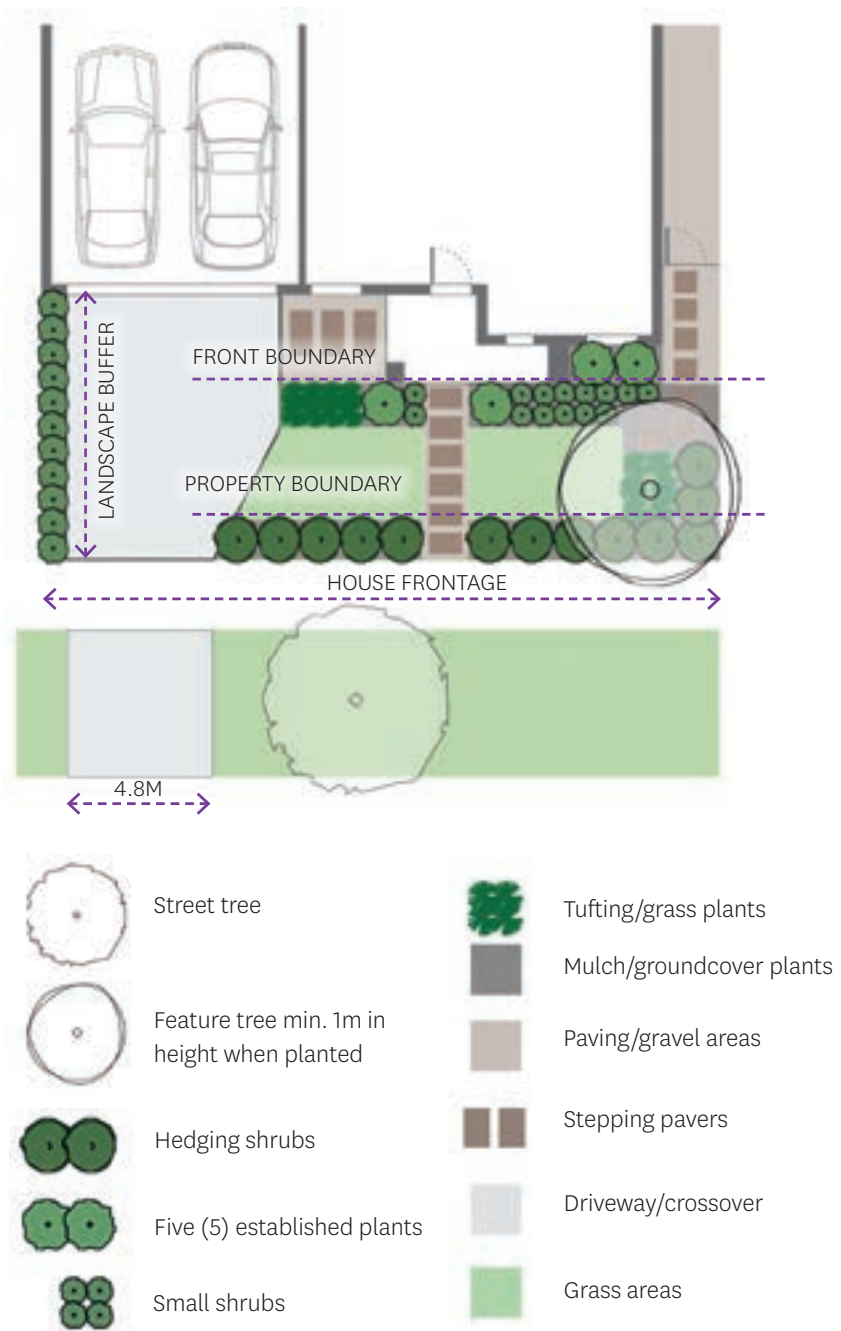 FRONT BOUNDARY
LANDSCAPE BUFFER
PROPERTY BOUNDARY
HOUSE FRONTAGE
4.8M
Street tree
Feature tree min. 1m in
height when planted
Hedging shrubs
Five (5) established plants
Small shrubs
Tufting/grass plants
Mulch/groundcover plants
Paving/gravel areas
Stepping pavers
Driveway/crossover
Grass areas